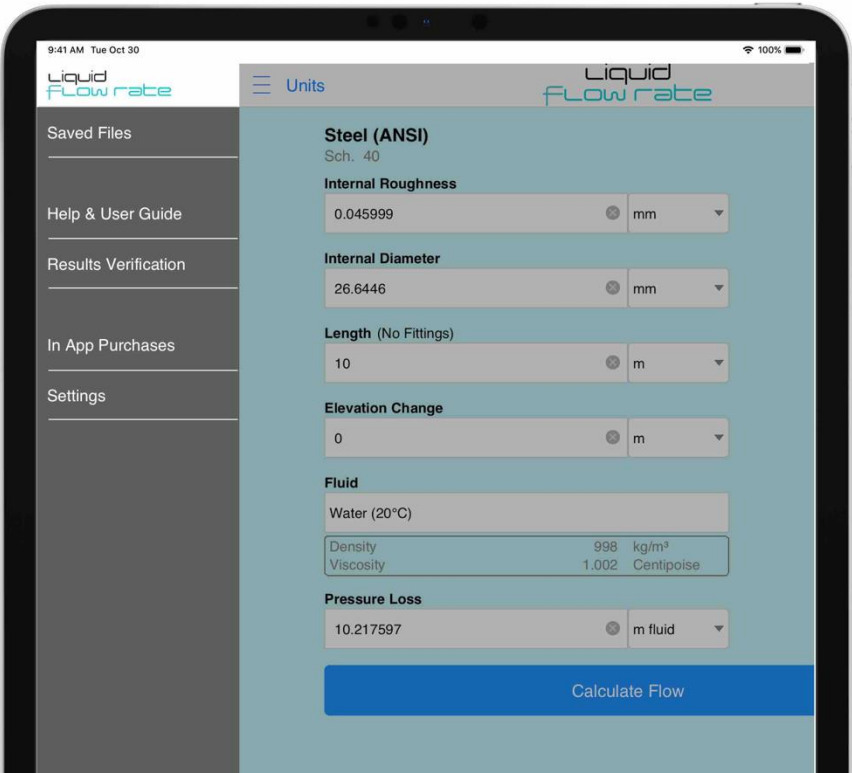 9:41 AM Tue Oct 30
100%
Liquid
Flow rate
Saved Files
Help & User Guide
Results Verification
In App Purchases
Settings
Units
Liquid
Flow rate
Steel (ANSI)
Sch. 40
Internal Roughness
0.045999 mm
Internal Diameter
26.6446 mm
Length (No Fittings)
10 m
Elevation Change
0 m
Fluid
Water (20°C)
Density 998 kg/m³
Viscosity 1.002 Centipoise
Pressure Loss
10.217597 m fluid
Calculate Flow